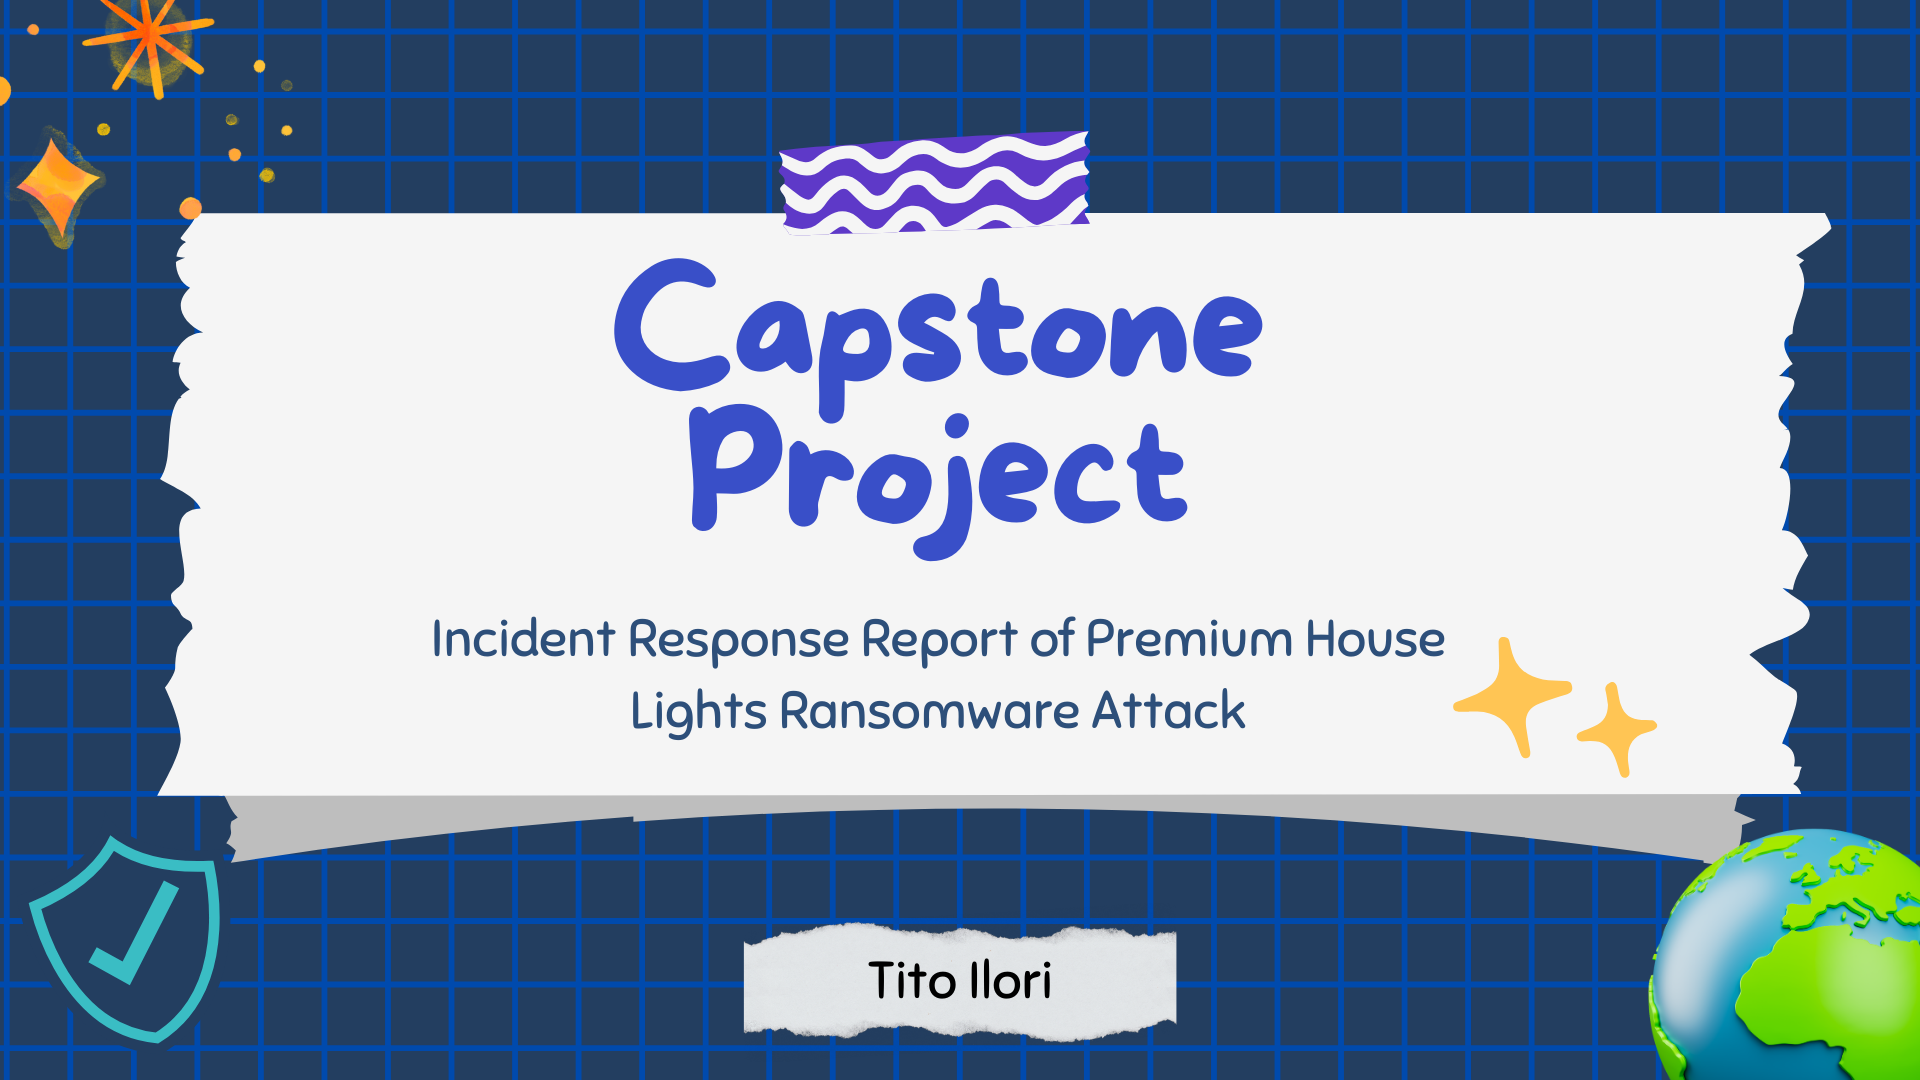 Capstone
Project
Incident Response Report of Premium House
Lights Ransomware Attack
Tito Ilori